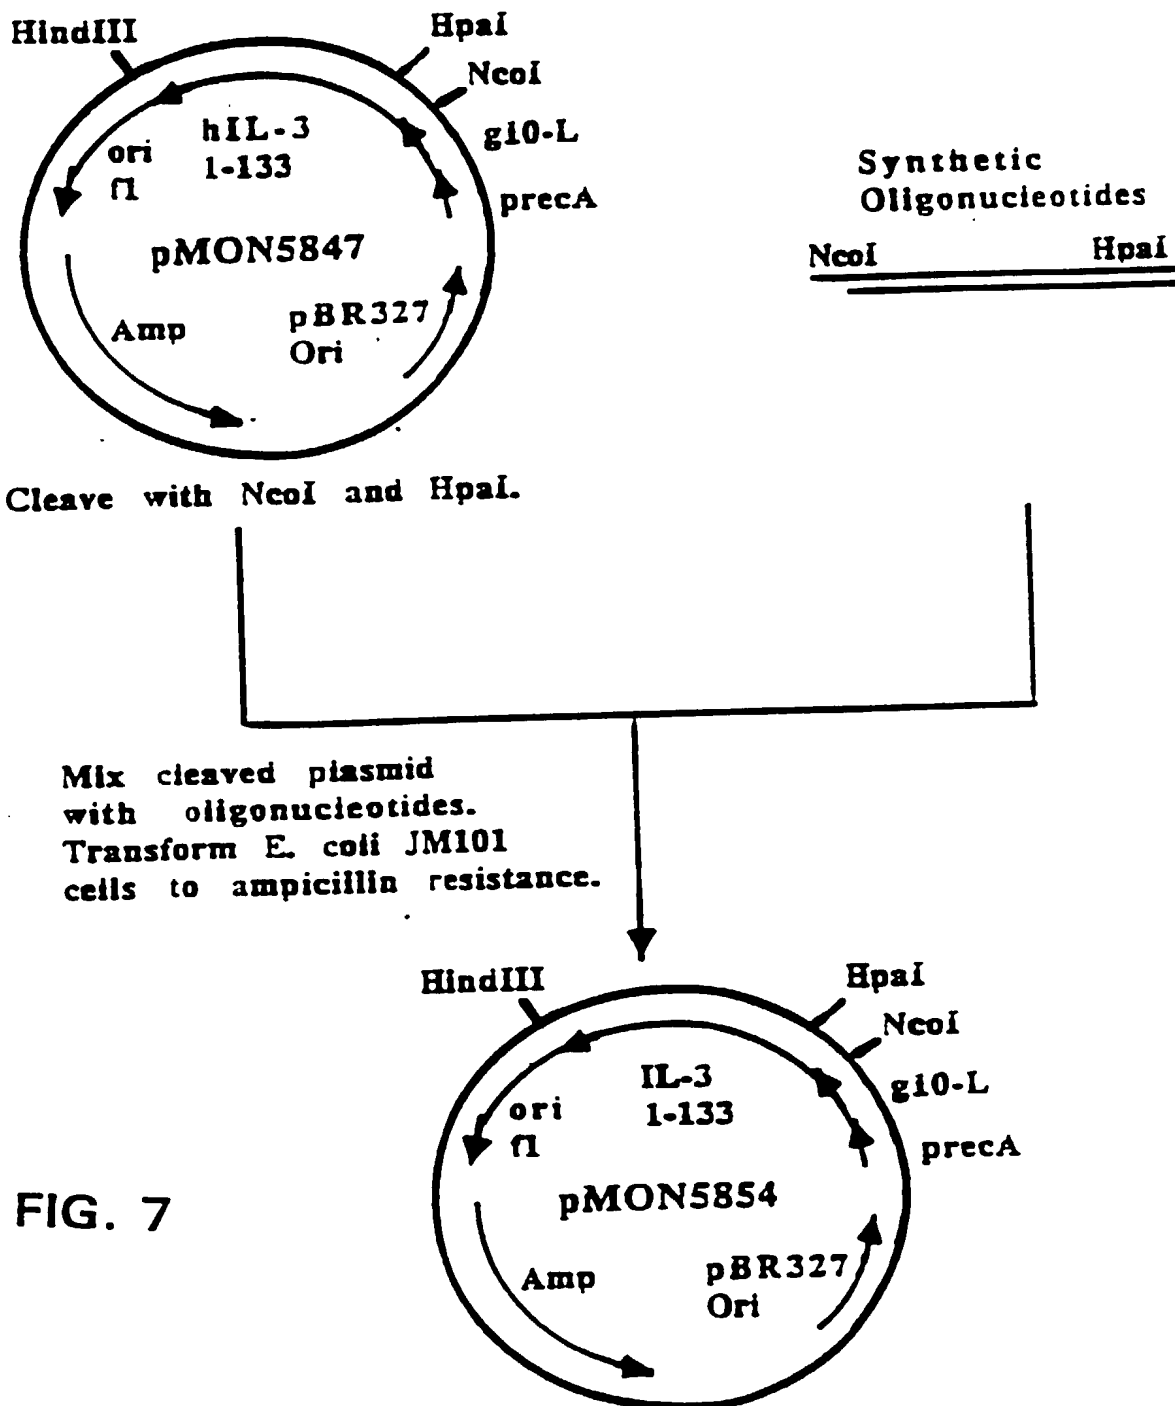 HindIII
HpaI
NcoI
gi0-L
precA
hIL-3
1-133
ori
f1
pMON5847
Amp
pBR327
Ori
Synthetic
Oligonucleotides
NcoI HpaI
Cleave with NcoI and HpaI.
Mix cleaved plasmid
with oligonucleotides.
Transform E. coli JM101
cells to ampicillin resistance.
HindIII
HpaI
NcoI
gi0-L
precA
IL-3
1-133
ori
f1
pMON5854
Amp
pBR327
Ori
FIG. 7